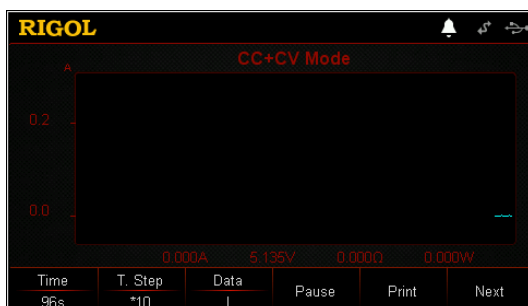 RIGOL
CC+CV Mode
A
0.2
0.0
0.000A 5.135V 0.000Ω 0.000W
Time T. Step Data Pause Print Next
96s *10 I